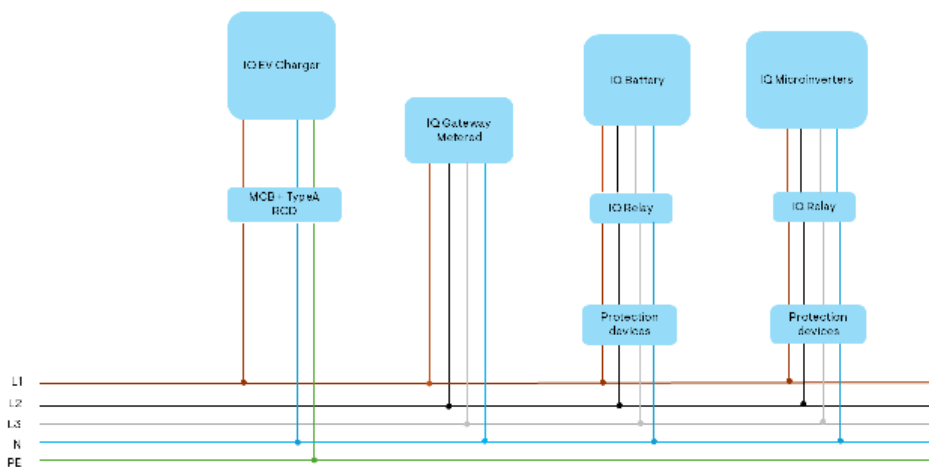 IQ EV Charger
IQ Gateway
Metered
IQ Battery
IQ Microinverters
MCB + TypeA
RCD
IQ Relay
IQ Relay
Protection
devices
Protection
devices
L1
L2
L3
N
PE